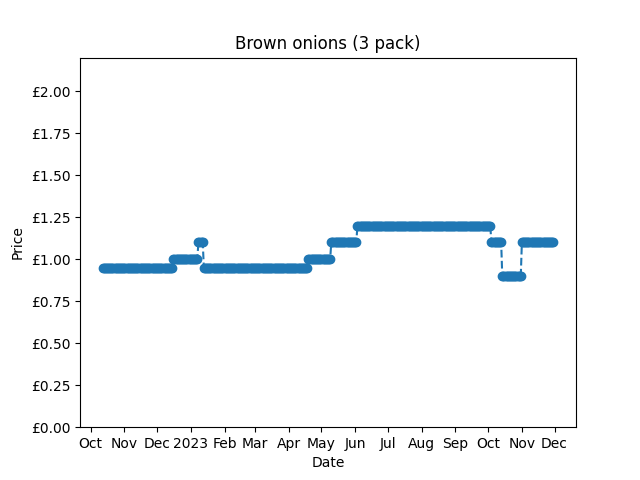 Brown onions (3 pack)
£2.00
£1.75
£1.50
£1.25
£1.00
£0.75
£0.50
£0.25
£0.00
Price
Oct Nov Dec 2023 Feb Mar Apr May Jun Jul Aug Sep Oct Nov Dec
Date